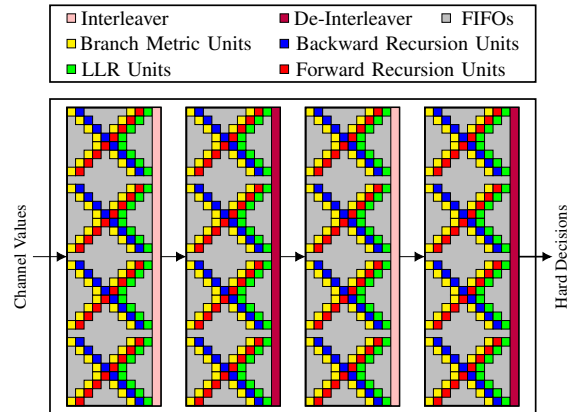 Interleaver De-Interleaver FIFOs
Branch Metric Units Backward Recursion Units
LLR Units Forward Recursion Units
Channel Values
Hard Decisions